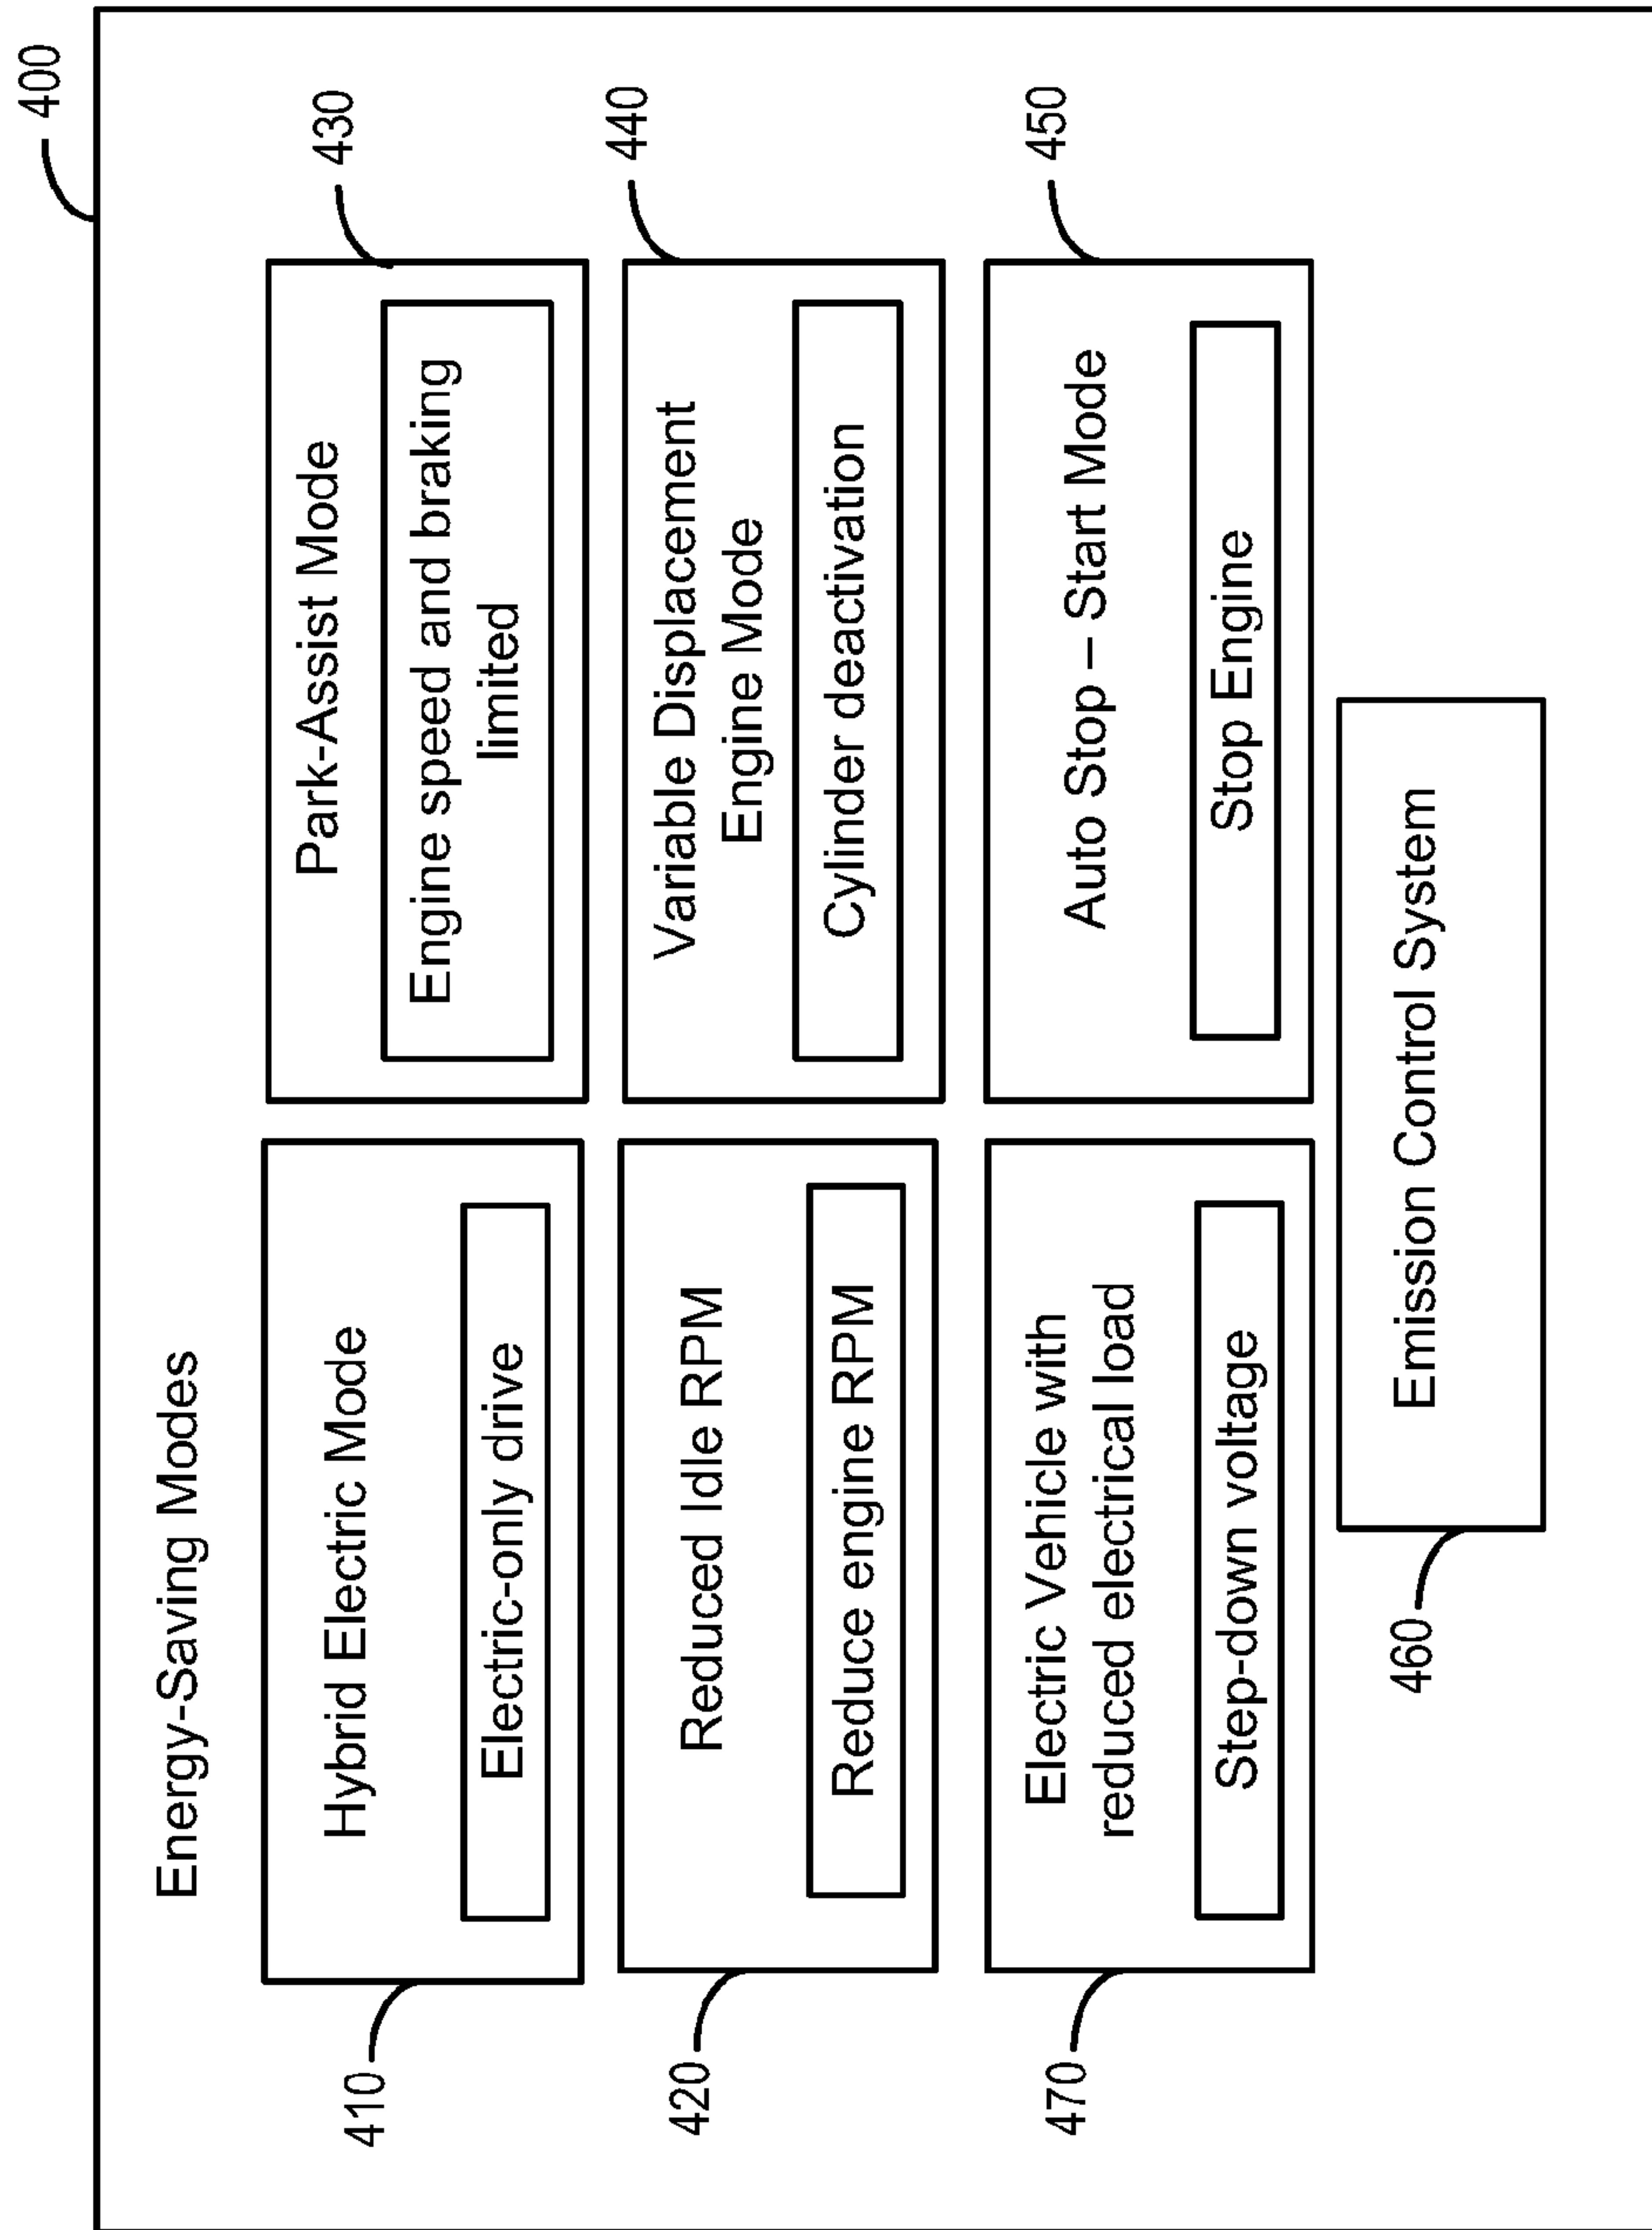 400
Energy-Saving Modes
410
Hybrid Electric Mode
Electric-only drive
430
Park-Assist Mode
Engine speed and braking
limited
420
Reduced Idle RPM
Reduce engine RPM
440
Variable Displacement
Engine Mode
Cylinder deactivation
470
Electric Vehicle with
reduced electrical load
Step-down voltage
450
Auto Stop – Start Mode
Stop Engine
460
Emission Control System